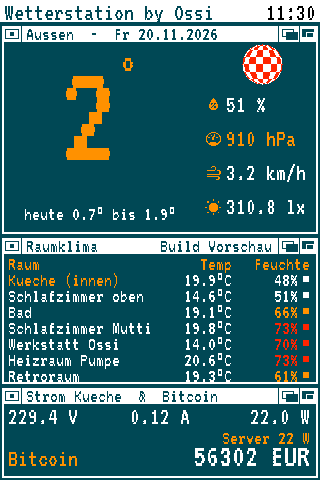 Wetterstation by Ossi 11:30
Aussen - Fr 20.11.2026
2°
51 %
910 hPa
3.2 km/h
heute 0.7° bis 1.9°
310.8 lx
Raumklima Build Vorschau
Raum Temp Feuchte
Kueche (innen) 19.9°C 48%
Schlafzimmer oben 14.6°C 51%
Bad 19.1°C 66%
Schlafzimmer Mutti 19.8°C 73%
Werkstatt Ossi 14.0°C 70%
Heizraum Pumpe 20.6°C 73%
Retroraum 19.3°C 61%
Strom Kueche & Bitcoin
229.4 V 0.12 A 22.0 W
Server 22 W
Bitcoin 56302 EUR